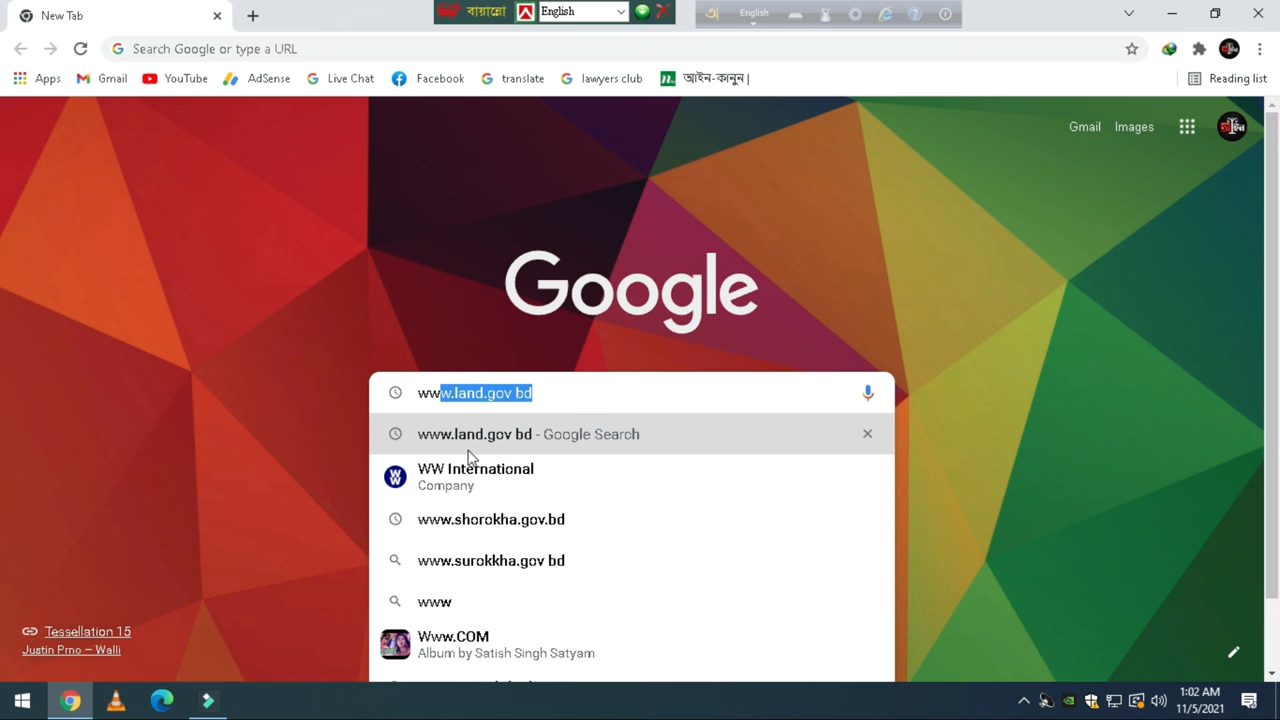 New Tab
বায়ান্নো
English
English
Search Google or type a URL
Apps
Gmail
YouTube
AdSense
Live Chat
Facebook
translate
lawyers club
আইন-কানুন |
Reading list
Gmail
Images
Google
www.land.gov bd
www.land.gov bd - Google Search
WW International
Company
www.shorokha.gov.bd
www.surokkha.gov bd
www
Www.COM
Album by Satish Singh Satyam
Tessellation 15
Justin Prno – Walli
1:02 AM
11/5/2021